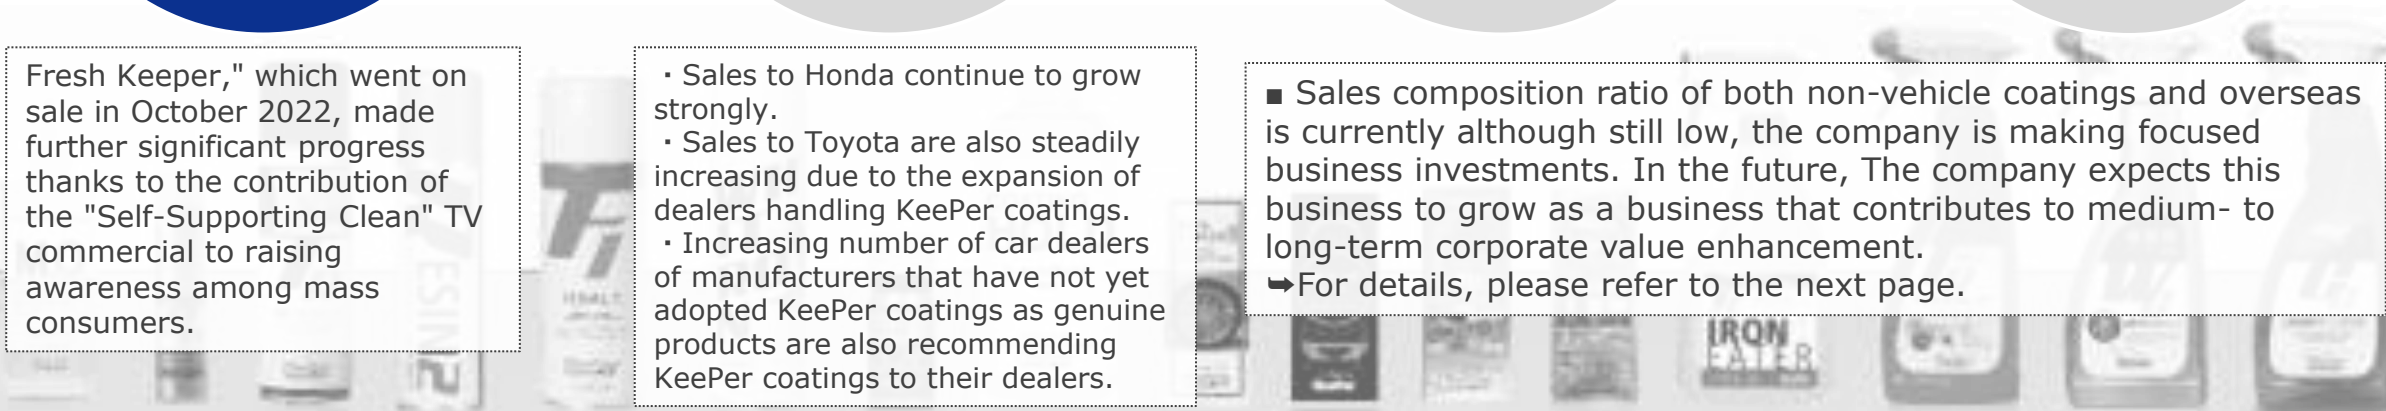 Fresh Keeper," which went on
sale in October 2022, made
further significant progress
thanks to the contribution of
the "Self-Supporting Clean" TV
commercial to raising
awareness among mass
consumers.
・Sales to Honda continue to grow
strongly.
・Sales to Toyota are also steadily
increasing due to the expansion of
dealers handling KeePer coatings.
・Increasing number of car dealers
of manufacturers that have not yet
adopted KeePer coatings as genuine
products are also recommending
KeePer coatings to their dealers.
■ Sales composition ratio of both non-vehicle coatings and overseas
is currently although still low, the company is making focused
business investments. In the future, The company expects this
business to grow as a business that contributes to medium- to
long-term corporate value enhancement.
➥For details, please refer to the next page.
IRON
EATER